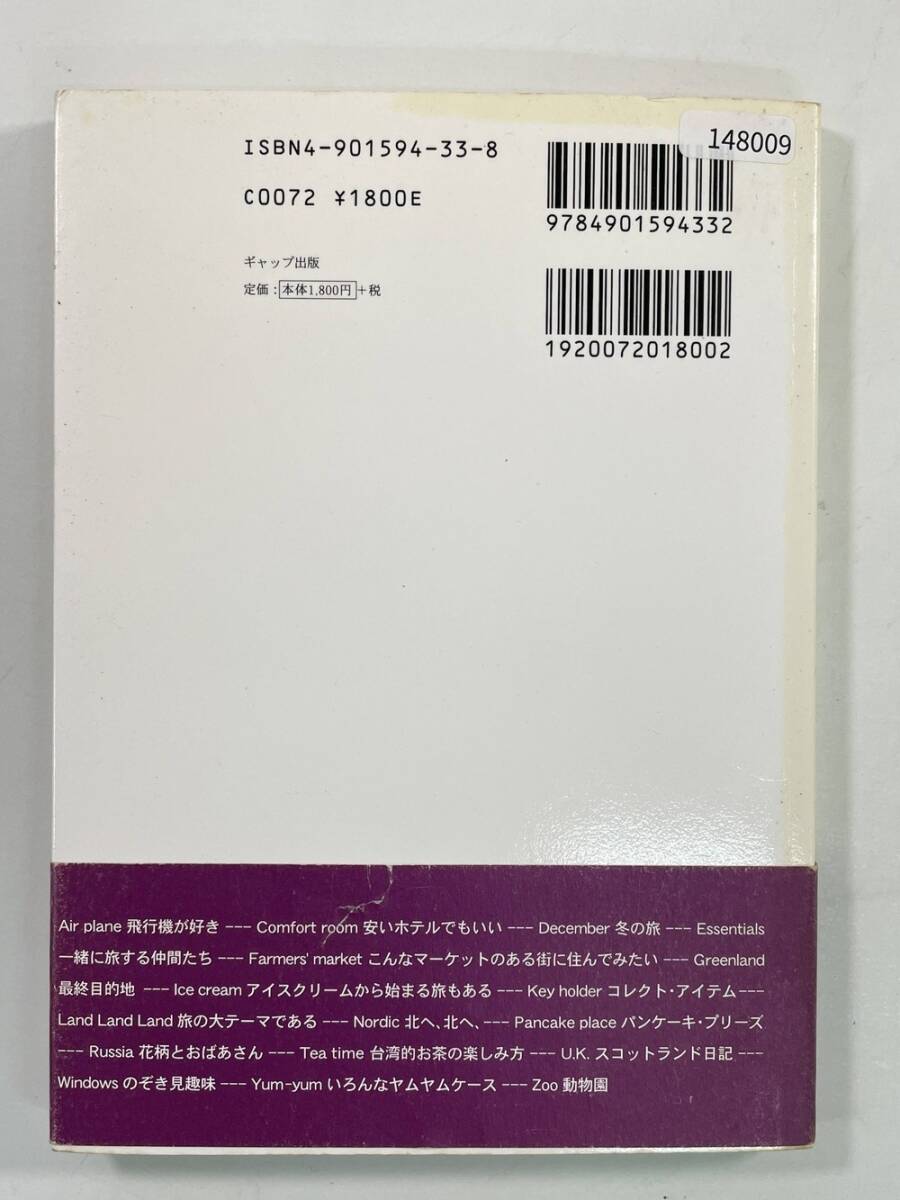 148009
ISBN4-901594-33-8
C0072 ¥1800E
9784901594332
ギャップ出版
定価：本体1,800円＋税
1920072018002
Air plane 飛行機が好き --- Comfort room 安いホテルでもいい --- December 冬の旅 --- Essentials
一緒に旅する仲間たち --- Farmers' market こんなマーケットのある街に住んでみたい --- Greenland
最終目的地 --- Ice cream アイスクリームから始まる旅もある --- Key holder コレクト・アイテム---
Land Land Land 旅の大テーマである --- Nordic 北へ、北へ、--- Pancake place パンケーキ・プリーズ
--- Russia 花柄とおばあさん --- Tea time 台湾的お茶の楽しみ方 --- U.K. スコットランド日記 ---
Windows のぞき見趣味 --- Yum-yum いろんなヤムヤムケース --- Zoo 動物園